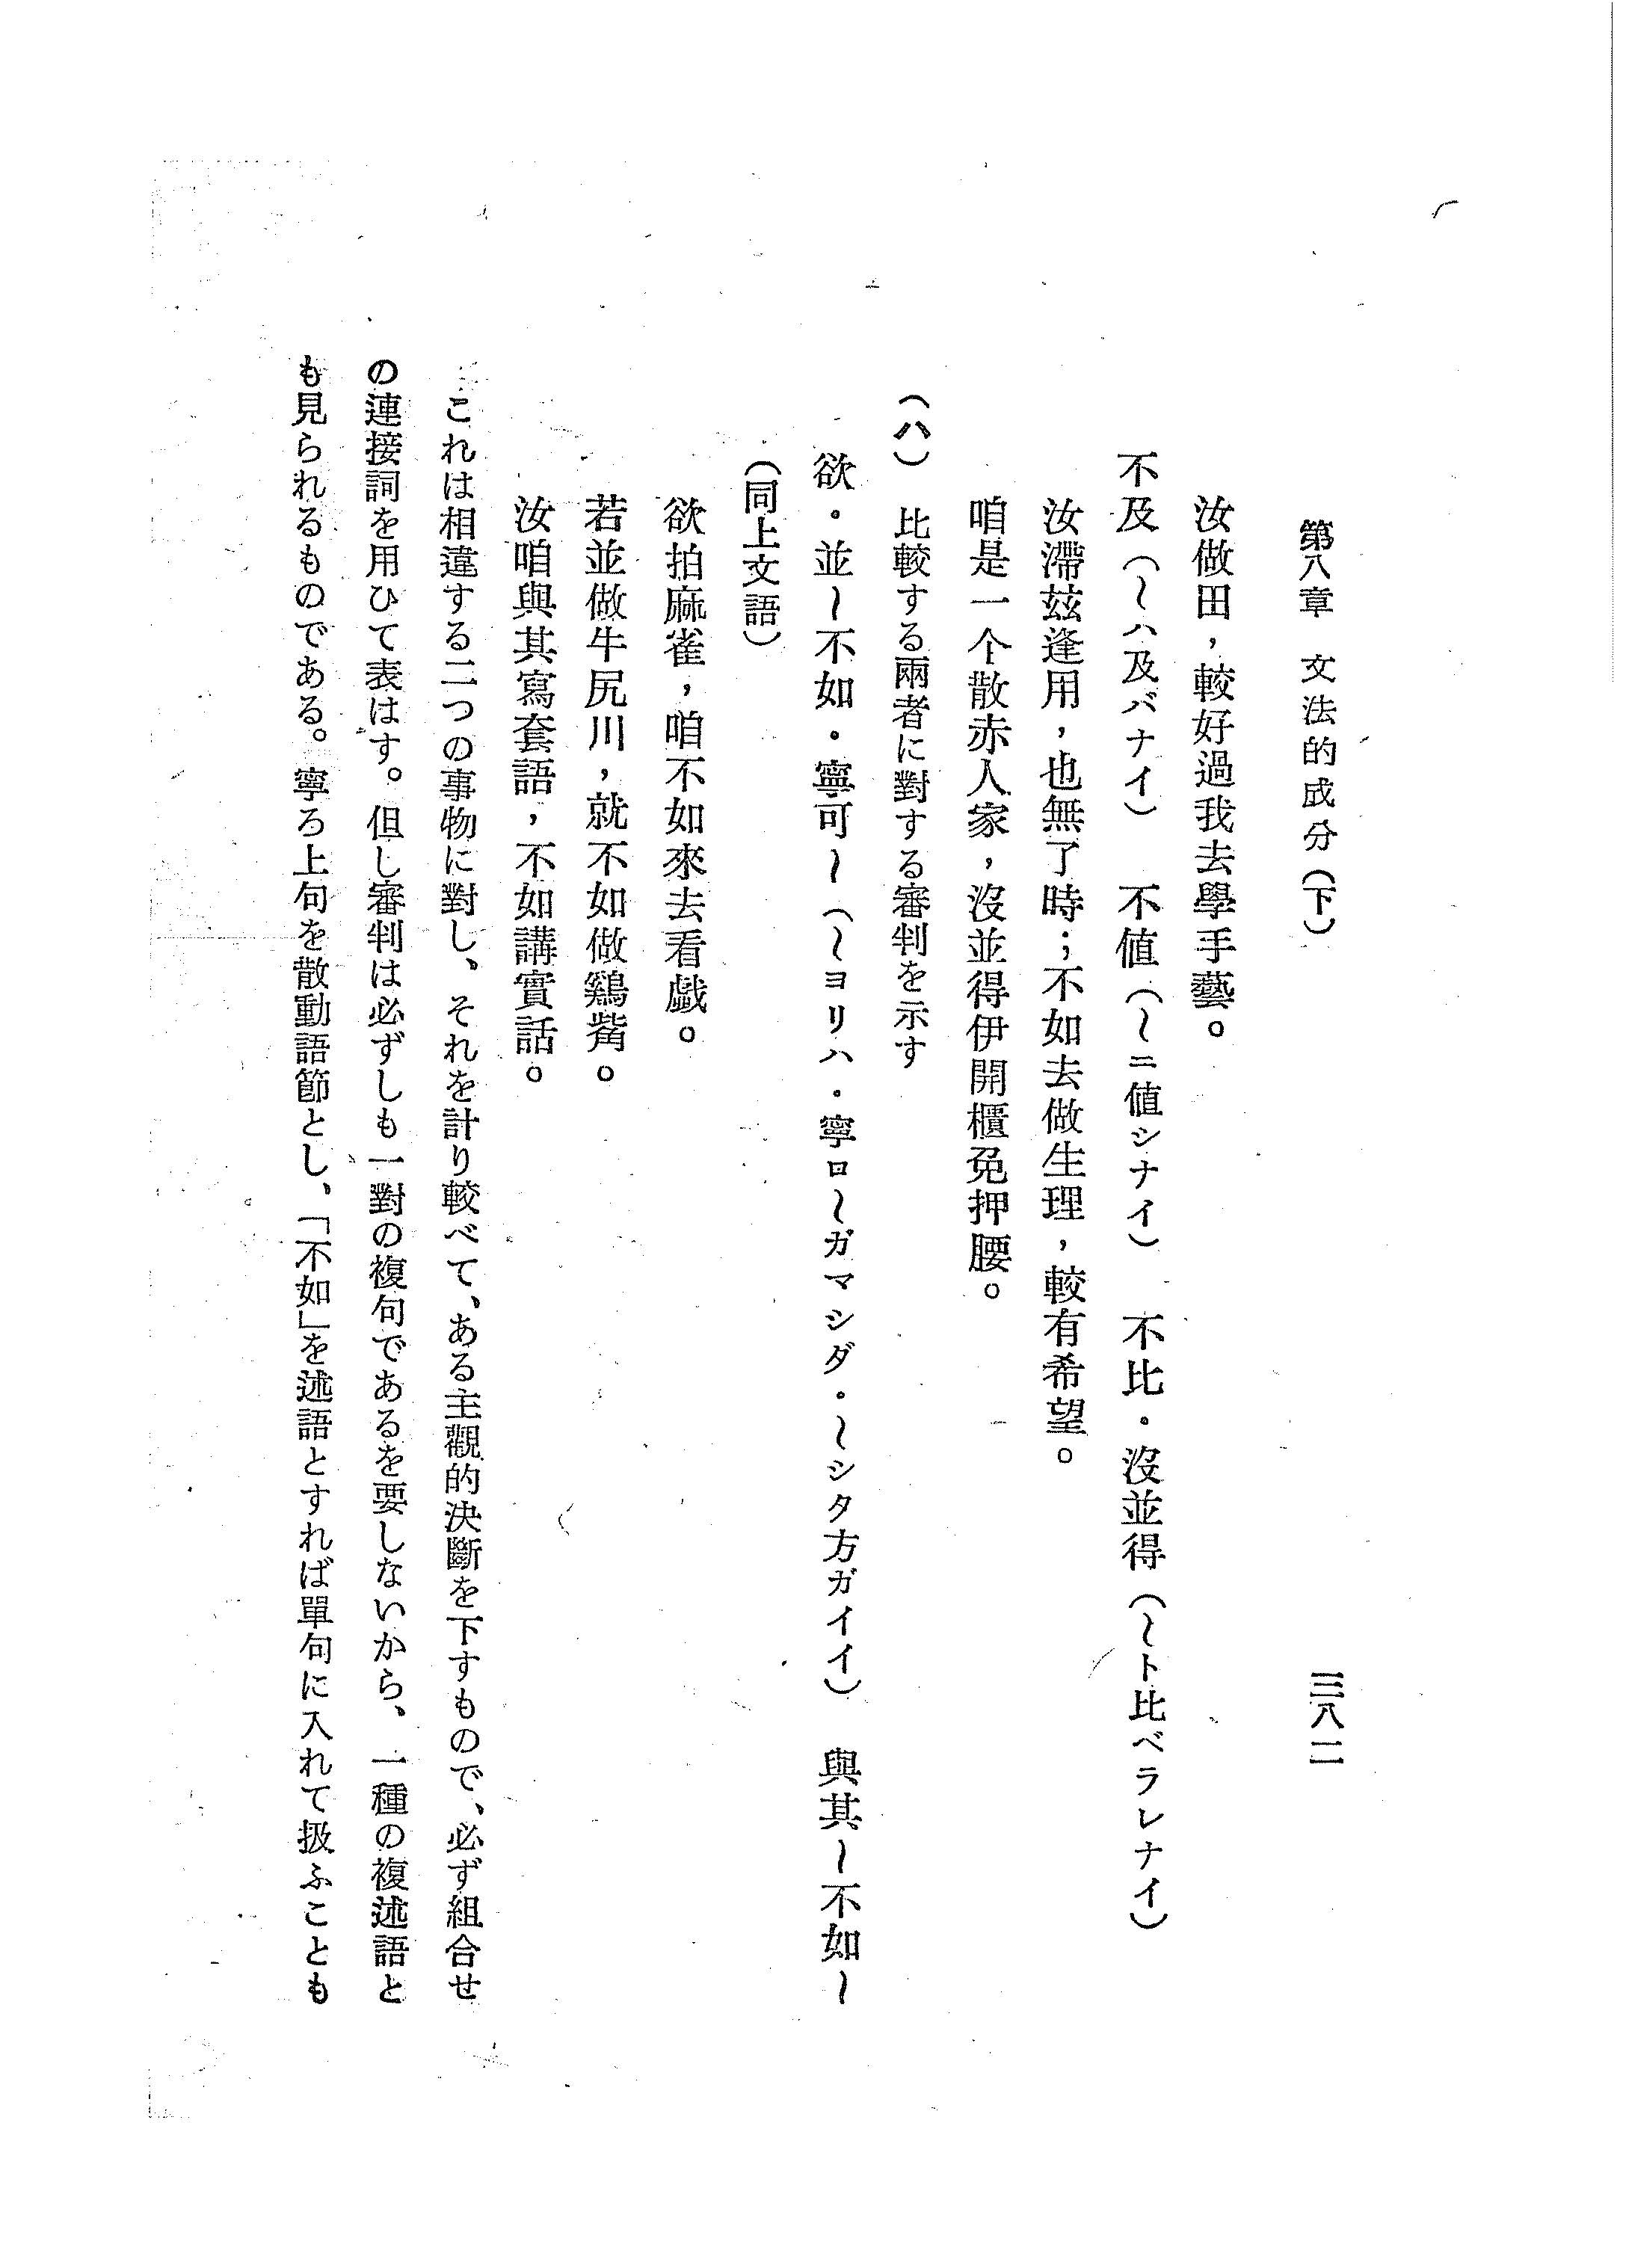 第八章　文法的成分（下）　三八二
汝做田，較好過我去學手藝。
不及（～ハ及バナイ）　不値（～ニ値シナイ）　不比・沒並得（～ト比ベラレナイ）
汝滯玆逢用，也無了時；不如去做生理，較有希望。
咱是一个散赤人家，沒並得伊開櫃免押腰。
（ハ）　比較する兩者に對する審判を示す
欲・並～不如・寧可～（～ヨリハ・寧ロ～ガマシダ・～シタ方ガイイ）　與其～不如～
（同上文語）
欲拍麻雀，咱不如來去看戲。
若並做牛尻川，就不如做鷄觜。
汝咱與其寫套語，不如講實話。
これは相違する二つの事物に對し、それを計り較べて、ある主觀的決斷を下すもので、必ず組合せ
の連接詞を用ひて表はす。但し審判は必ずしも一對の複句であるを要しないから、一種の複述語と
も見られるものである。寧ろ上句を散動語節とし、「不如」を述語とすれば單句に入れて扱ふことも